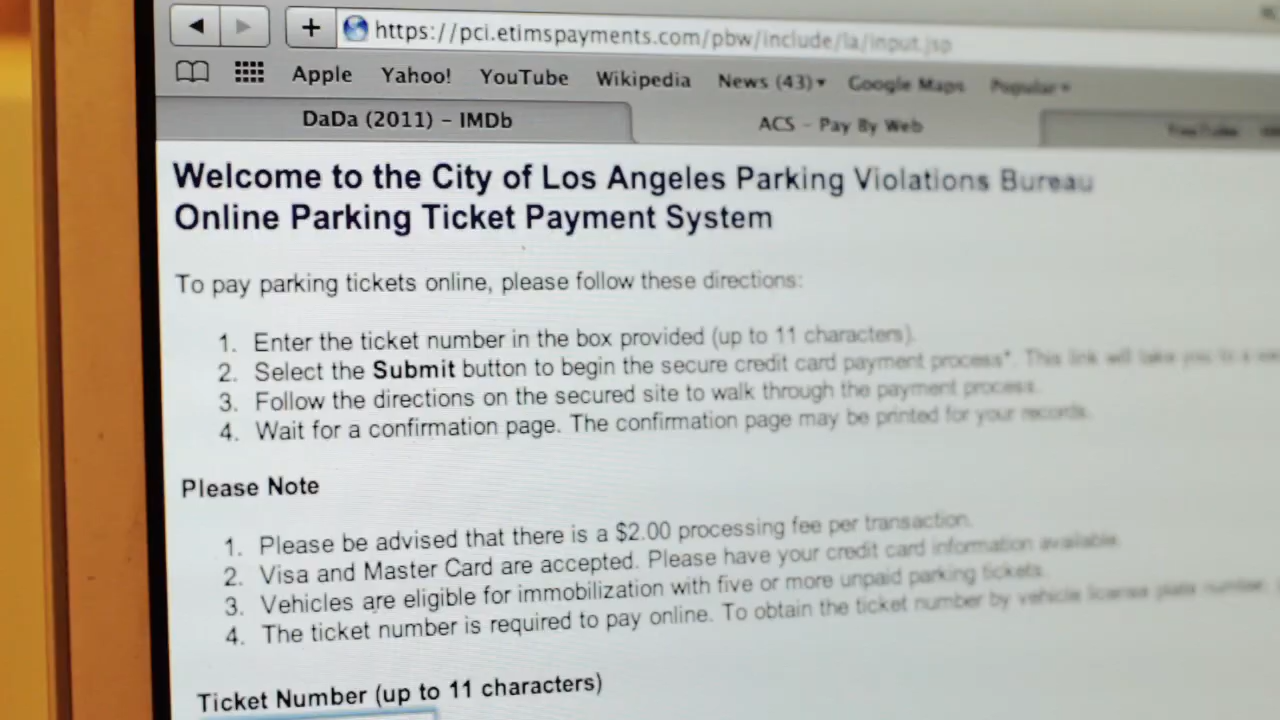 https://pci.etimspayments.com/pbw/include/la/input.jsp
Apple Yahoo! YouTube Wikipedia News (43) Google Maps Popular
DaDa (2011) - IMDb ACS - Pay By Web YouTube
Welcome to the City of Los Angeles Parking Violations Bureau
Online Parking Ticket Payment System
To pay parking tickets online, please follow these directions:
1. Enter the ticket number in the box provided (up to 11 characters).
2. Select the Submit button to begin the secure credit card payment process*. This link will take you to a
3. Follow the directions on the secured site to walk through the payment process.
4. Wait for a confirmation page. The confirmation page may be printed for your records.
Please Note
1. Please be advised that there is a $2.00 processing fee per transaction.
2. Visa and Master Card are accepted. Please have your credit card information available.
3. Vehicles are eligible for immobilization with five or more unpaid parking tickets.
4. The ticket number is required to pay online. To obtain the ticket number by vehicle license plate number,
Ticket Number (up to 11 characters)